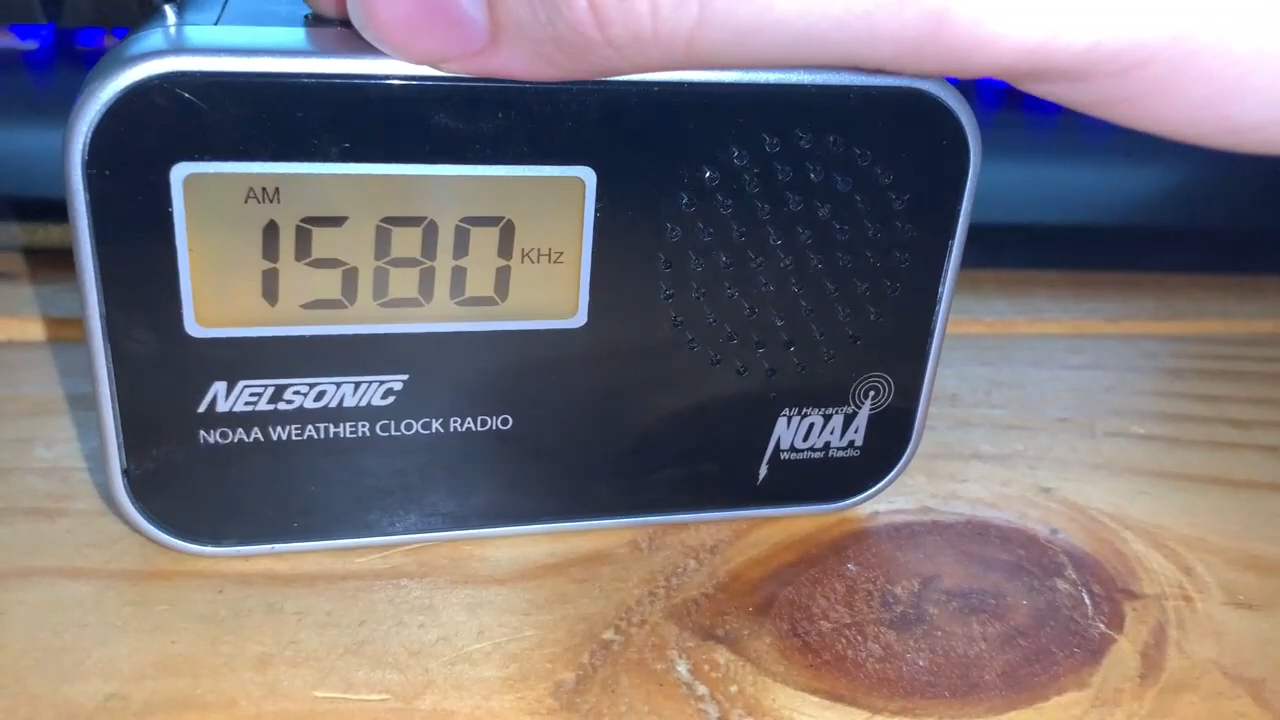 AM
1580 KHz
NELSONIC
NOAA WEATHER CLOCK RADIO
All Hazards
NOAA
Weather Radio